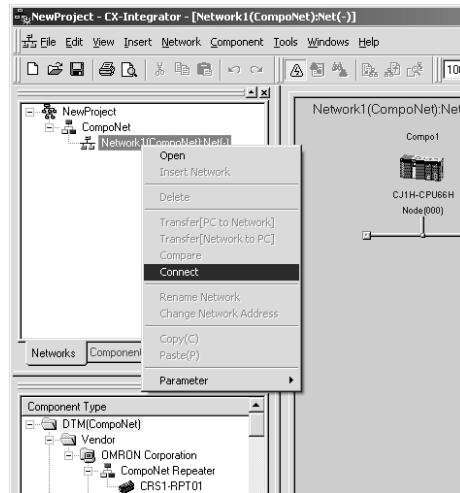 NewProject - CX-Integrator - [Network1(CompoNet):Net(-)]
File Edit View Insert Network Component Tools Windows Help
NewProject
CompoNet
Network1(CompoNet):Net(-)
Open
Insert Network
Delete
Transfer[PC to Network]
Transfer[Network to PC]
Compare
Connect
Rename Network
Change Network Address
Copy(C)
Paste(P)
Parameter
Networks
Component Type
DTM(CompoNet)
Vendor
OMRON Corporation
CompoNet Repeater
CRS1-RPT01
Network1(CompoNet):Ne
Compo1
CJ1H-CPU66H
Node(000)